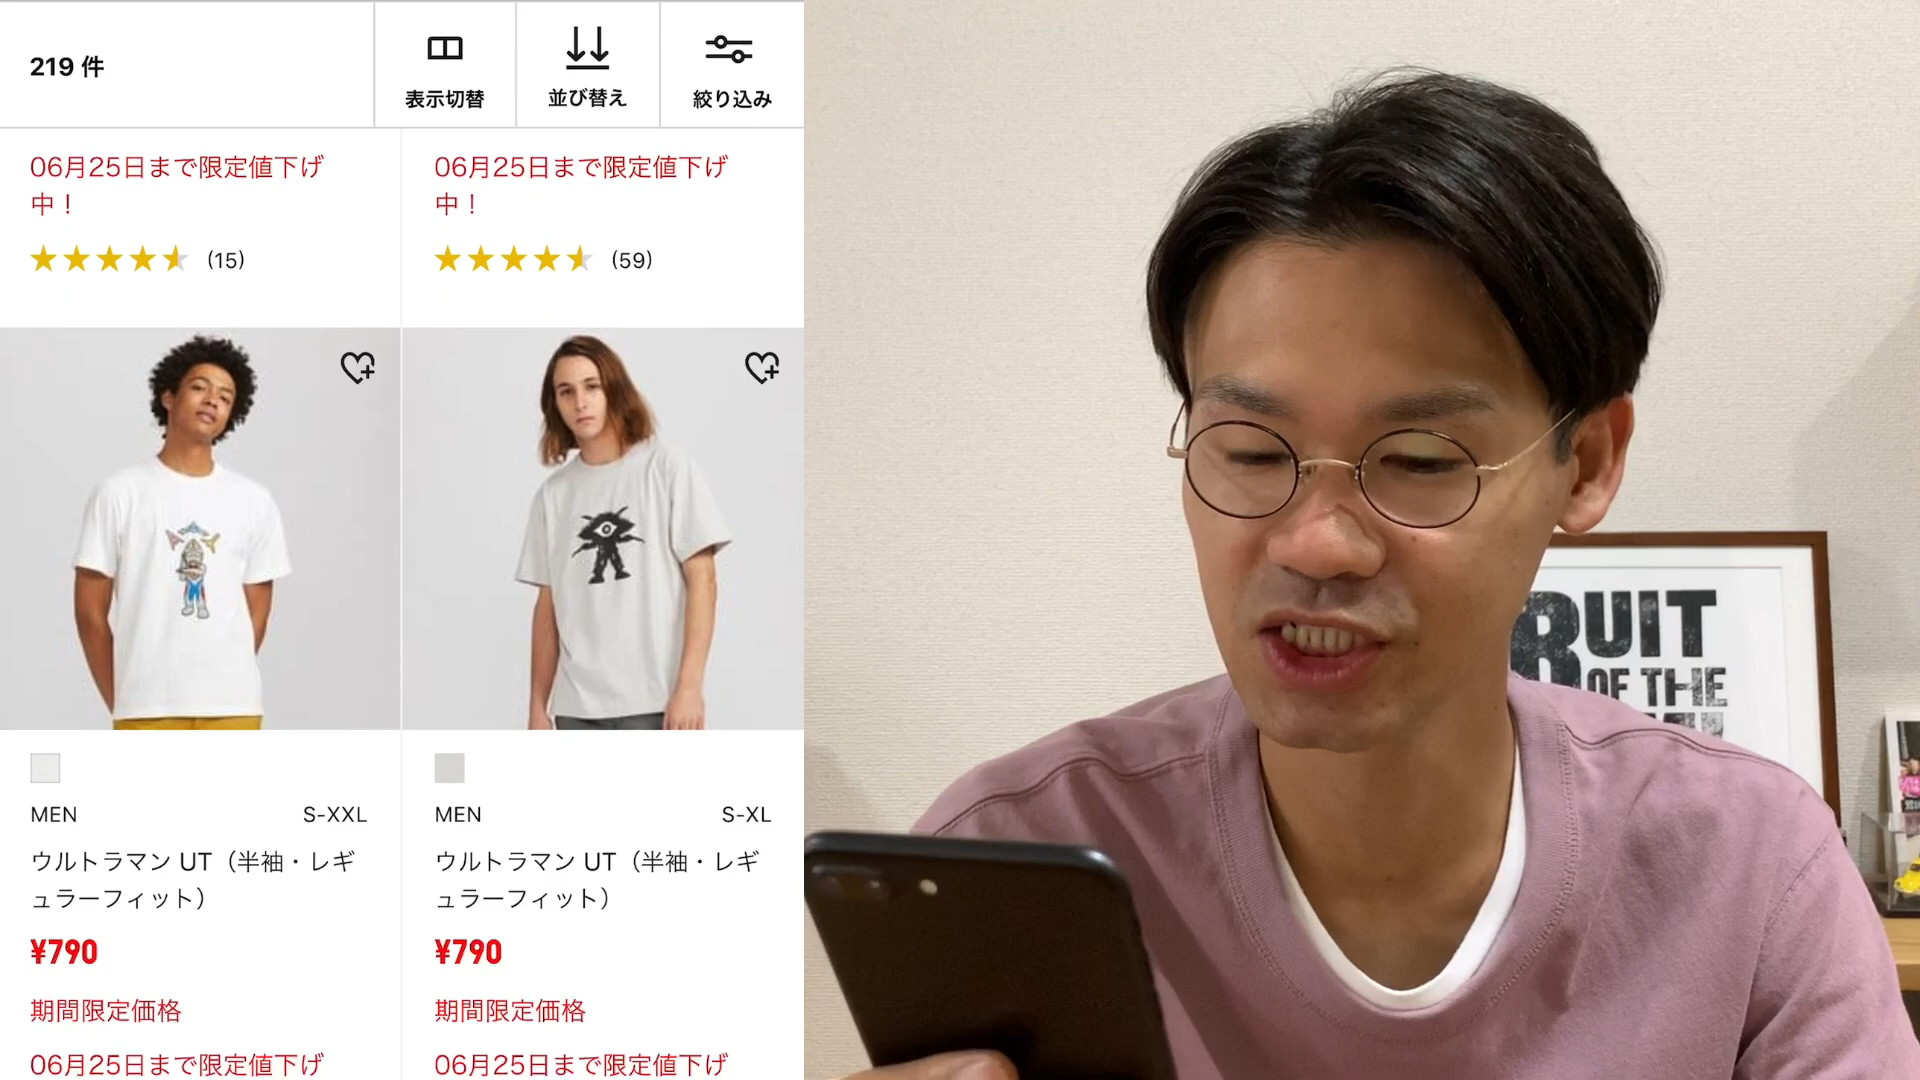 219 件
表示切替
並び替え
絞り込み
06月25日まで限定値下げ
中！
(15)
06月25日まで限定値下げ
中！
(59)
MEN
S-XXL
ウルトラマン UT（半袖・レギ
ュラーフィット）
¥790
期間限定価格
06月25日まで限定値下げ
MEN
S-XL
ウルトラマン UT（半袖・レギ
ュラーフィット）
¥790
期間限定価格
06月25日まで限定値下げ
RUIT
OF THE